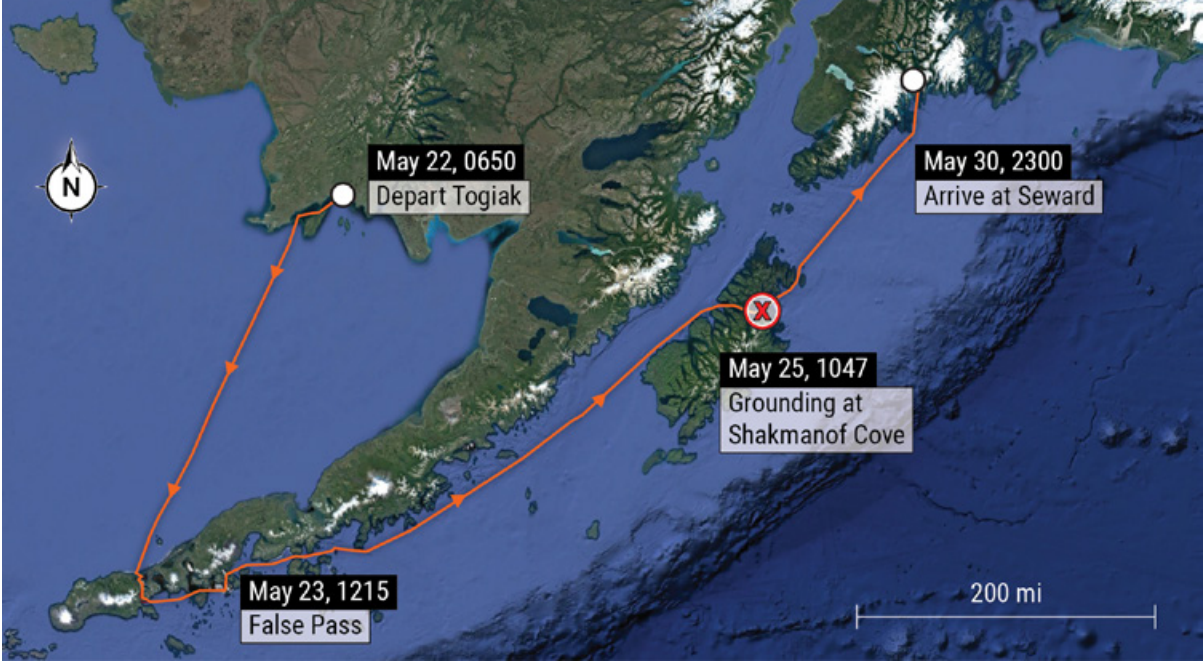 N
May 22, 0650
Depart Togiak
May 30, 2300
Arrive at Seward
X
May 25, 1047
Grounding at
Shakmanof Cove
May 23, 1215
False Pass
200 mi